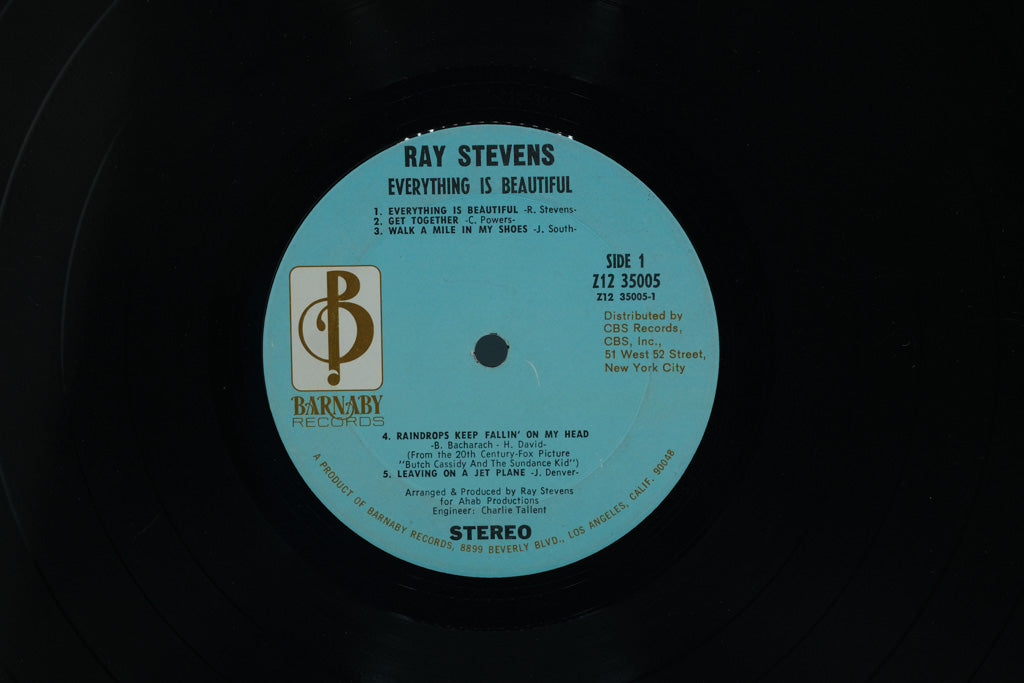 RAY STEVENS
EVERYTHING IS BEAUTIFUL
1. EVERYTHING IS BEAUTIFUL -R. Stevens-
2. GET TOGETHER -C. Powers-
3. WALK A MILE IN MY SHOES -J. South-
SIDE 1
Z12 35005
Z12 35005-1
Distributed by
CBS Records,
CBS, Inc.,
51 West 52 Street,
New York City
B
BARNABY
RECORDS
4. RAINDROPS KEEP FALLIN' ON MY HEAD
-B. Bacharach - H. David-
(From the 20th Century-Fox Picture
"Butch Cassidy And The Sundance Kid")
5. LEAVING ON A JET PLANE -J. Denver-
Arranged & Produced by Ray Stevens
for Ahab Productions
Engineer: Charlie Tallent
STEREO
A PRODUCT OF BARNABY RECORDS, 8899 BEVERLY BLVD., LOS ANGELES, CALIF. 90048